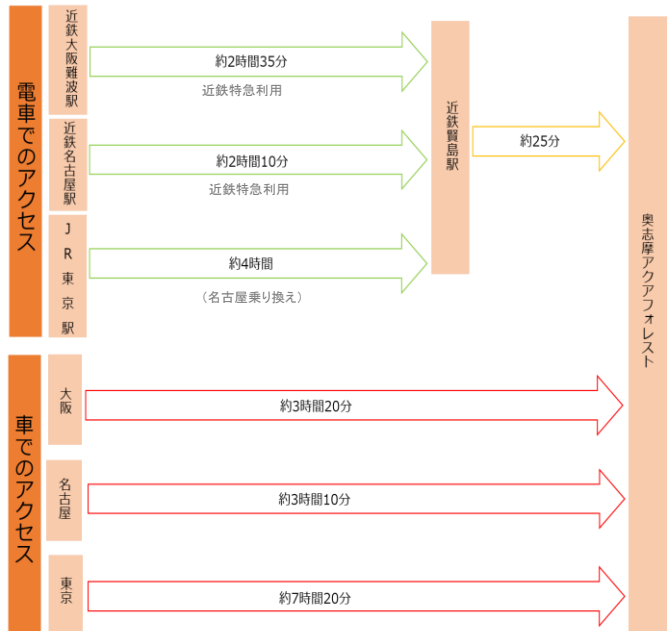 電車でのアクセス
近鉄大阪難波駅
約2時間35分
近鉄特急利用
近鉄名古屋駅
約2時間10分
近鉄特急利用
JR東京駅
約4時間
（名古屋乗り換え）
近鉄賢島駅
約25分
奥志摩アクアフォレスト
車でのアクセス
大阪
約3時間20分
名古屋
約3時間10分
東京
約7時間20分